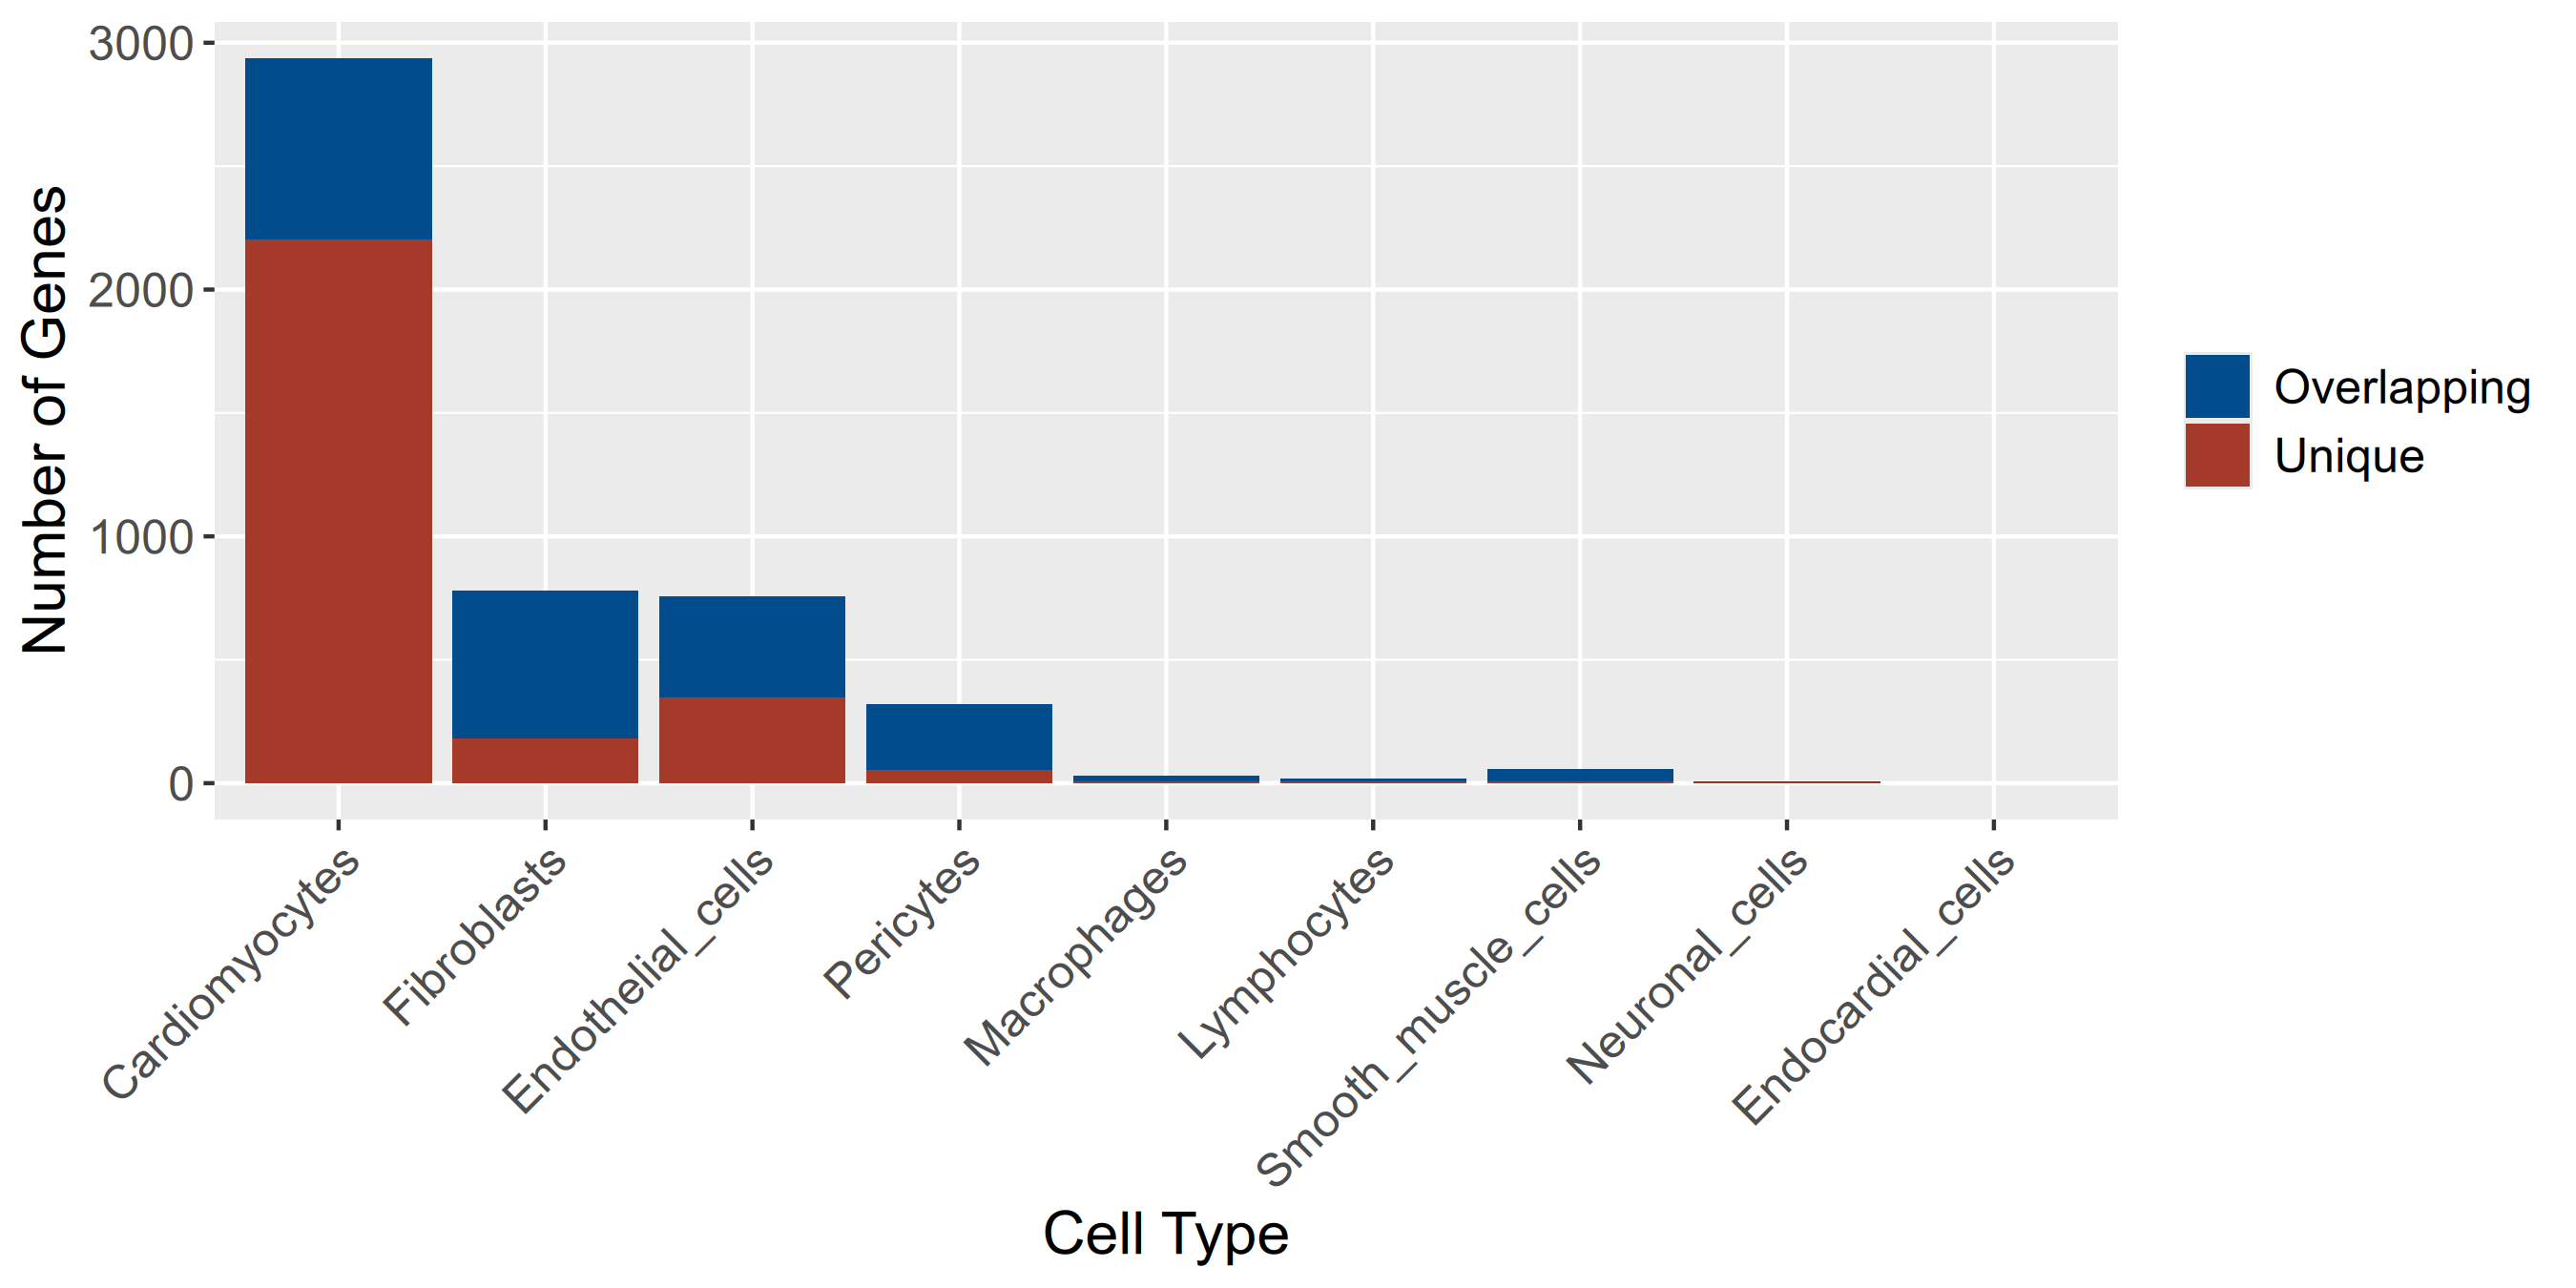 Number of Genes
3000
2000
1000
0
Cardiomyocytes
Fibroblasts
Endothelial_cells
Pericytes
Macrophages
Lymphocytes
Smooth_muscle_cells
Neuronal_cells
Endocardial_cells
Cell Type
Overlapping
Unique